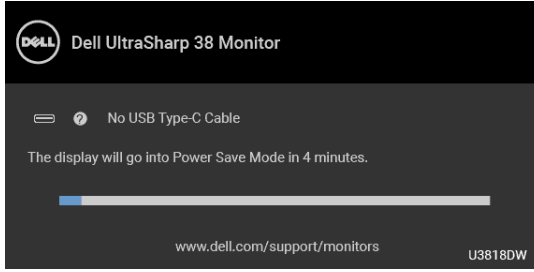 DELL
Dell UltraSharp 38 Monitor
? No USB Type-C Cable
The display will go into Power Save Mode in 4 minutes.
www.dell.com/support/monitors
U3818DW